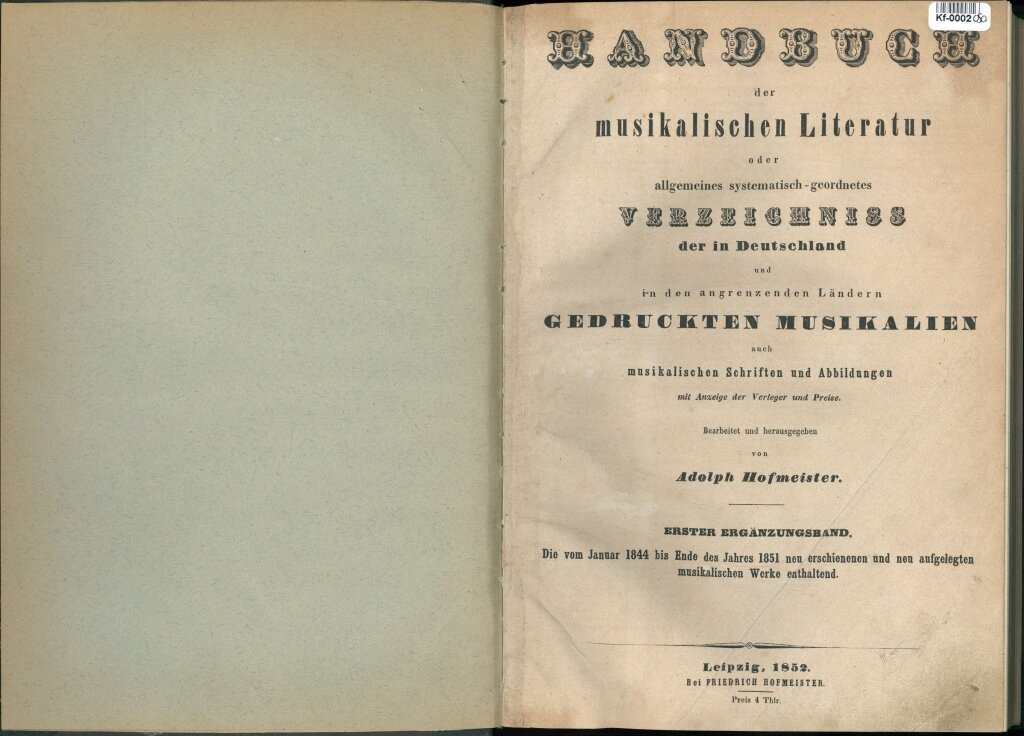 Kf-0002
HANDBUCH
der
musikalischen Literatur
oder
allgemeines systematisch-geordnetes
VERZEICHNISS
der in Deutschland
und
in den angrenzenden Ländern
GEDRUCKTEN MUSIKALIEN
auch
musikalischen Schriften und Abbildungen
mit Anzeige der Verleger und Preise.
Bearbeitet und herausgegeben
von
Adolph Hofmeister.
ERSTER ERGÄNZUNGSBAND.
Die vom Januar 1844 bis Ende des Jahres 1851 neu erschienenen und neu aufgelegten
musikalischen Werke enthaltend.
Leipzig, 1852.
Bei FRIEDRICH HOFMEISTER.
Preis 4 Thlr.